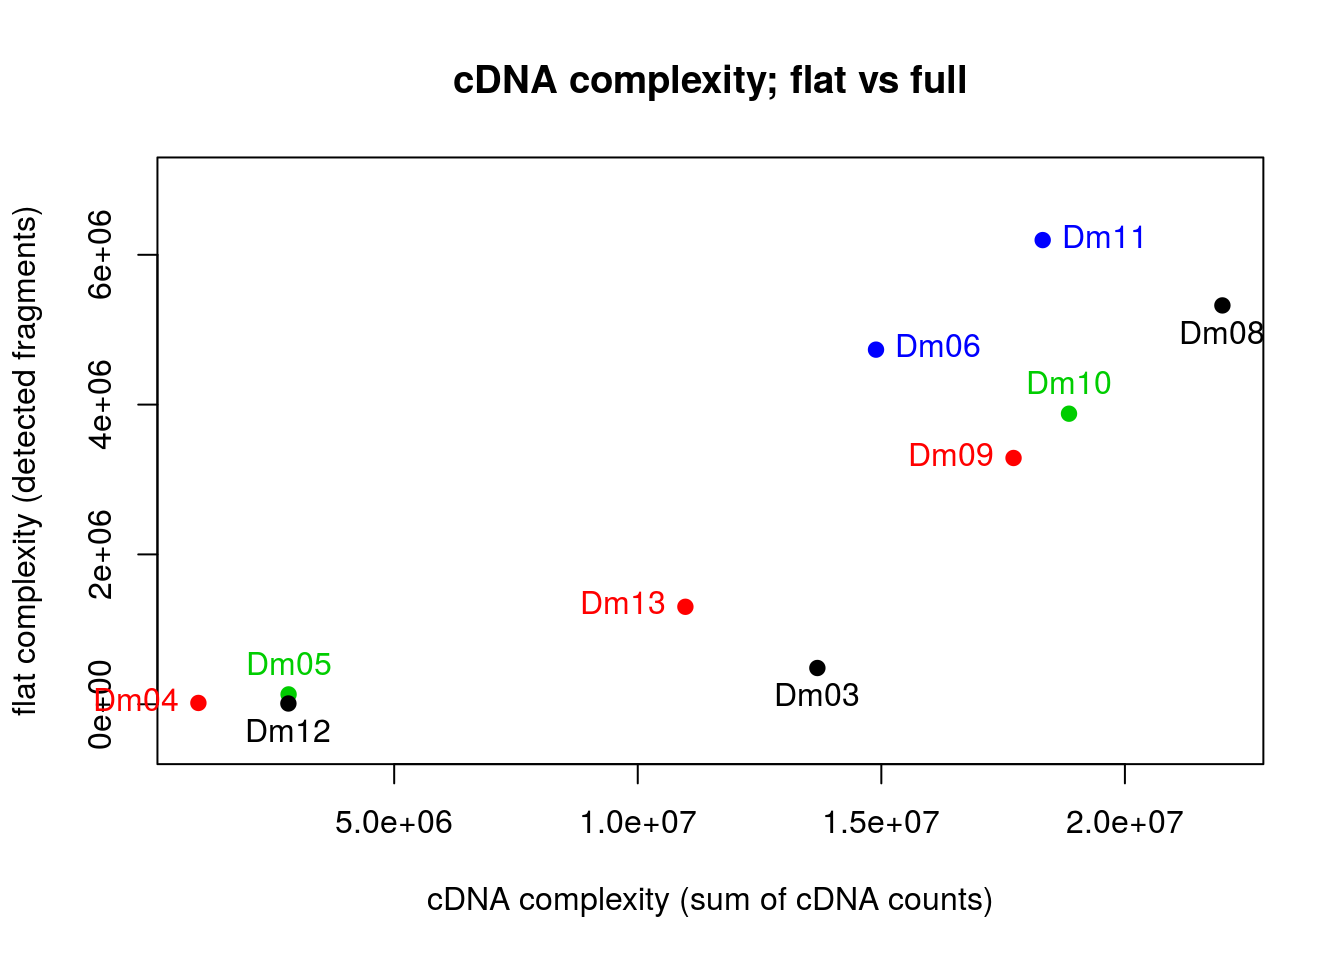 cDNA complexity; flat vs full
flat complexity (detected fragments)
6e+06
4e+06
2e+06
0e+00
Dm11
Dm08
Dm06
Dm10
Dm09
Dm13
Dm05
Dm03
Dm04
Dm12
5.0e+06 1.0e+07 1.5e+07 2.0e+07
cDNA complexity (sum of cDNA counts)